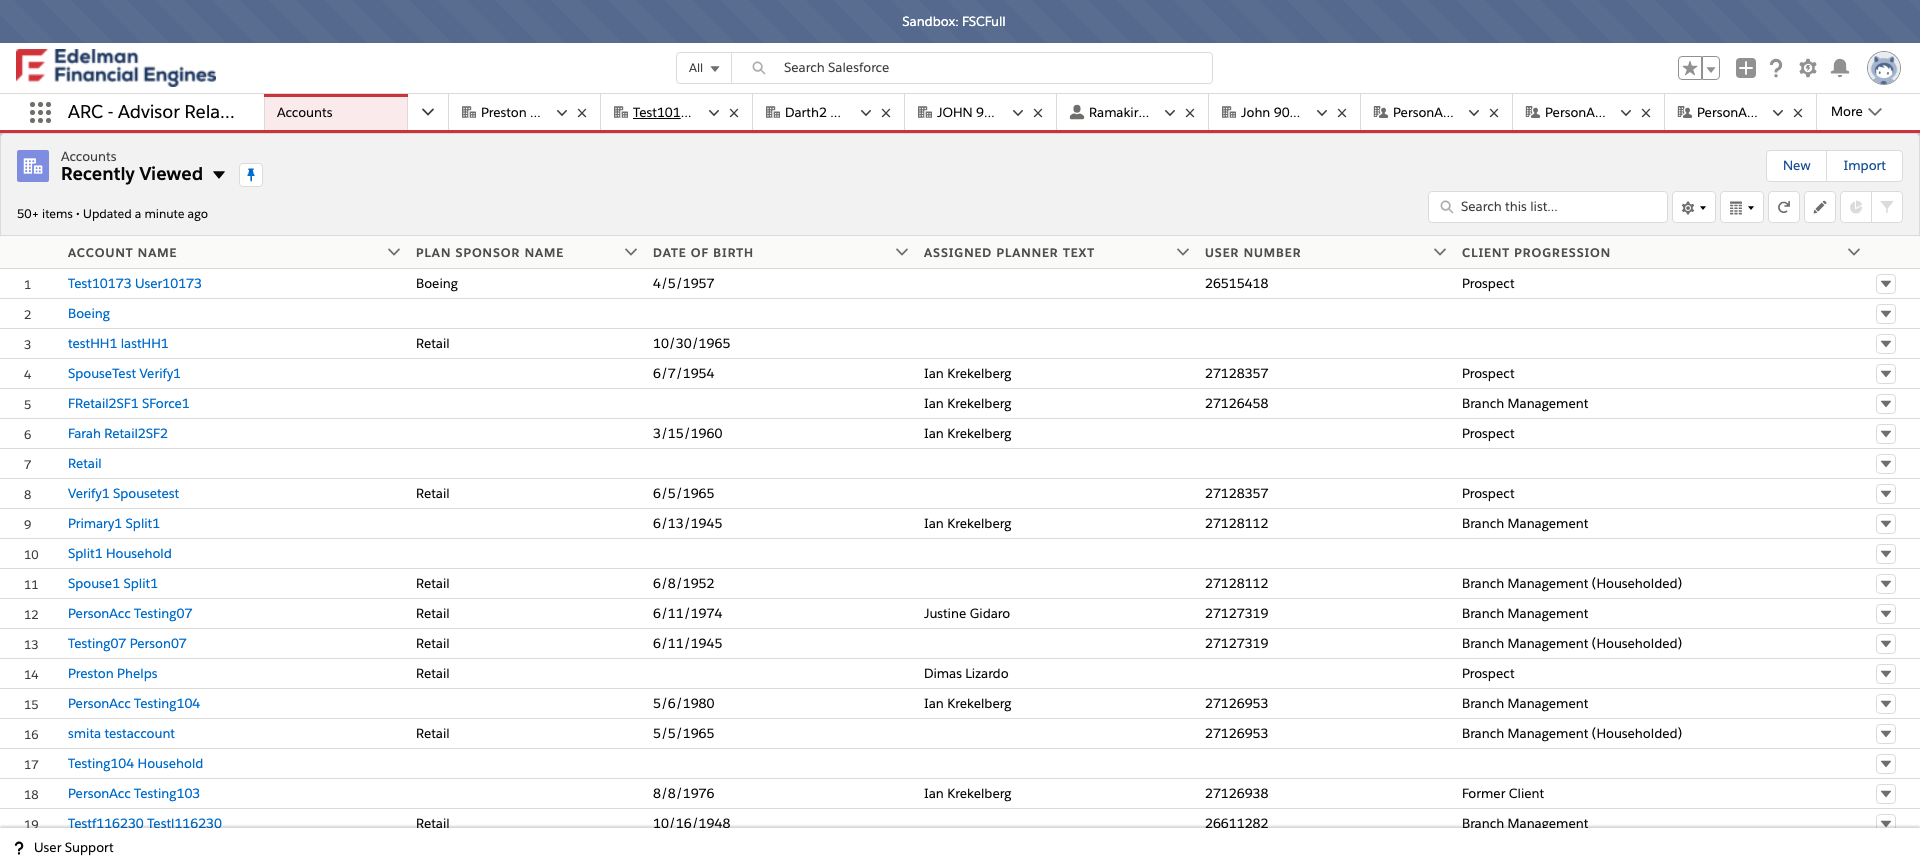 Sandbox: FSCFull
Edelman
Financial Engines
All
Search Salesforce
ARC - Advisor Rela...
Accounts
Preston ...
Test101...
Darth2 ...
JOHN 9...
Ramakir...
John 90...
PersonA...
PersonA...
PersonA...
More
Accounts
Recently Viewed
New
Import
50+ items • Updated a minute ago
Search this list...
ACCOUNT NAME PLAN SPONSOR NAME DATE OF BIRTH ASSIGNED PLANNER TEXT USER NUMBER CLIENT PROGRESSION
1 Test10173 User10173 Boeing 4/5/1957 26515418 Prospect
2 Boeing
3 testHH1 lastHH1 Retail 10/30/1965
4 SpouseTest Verify1 6/7/1954 Ian Krekelberg 27128357 Prospect
5 FRetail2SF1 SForce1 Ian Krekelberg 27126458 Branch Management
6 Farah Retail2SF2 3/15/1960 Ian Krekelberg Prospect
7 Retail
8 Verify1 Spousetest Retail 6/5/1965 27128357 Prospect
9 Primary1 Split1 6/13/1945 Ian Krekelberg 27128112 Branch Management
10 Split1 Household
11 Spouse1 Split1 Retail 6/8/1952 27128112 Branch Management (Householded)
12 PersonAcc Testing07 Retail 6/11/1974 Justine Gidaro 27127319 Branch Management
13 Testing07 Person07 Retail 6/11/1945 27127319 Branch Management (Householded)
14 Preston Phelps Retail Dimas Lizardo Prospect
15 PersonAcc Testing104 5/6/1980 Ian Krekelberg 27126953 Branch Management
16 smita testaccount Retail 5/5/1965 27126953 Branch Management (Householded)
17 Testing104 Household
18 PersonAcc Testing103 8/8/1976 Ian Krekelberg 27126938 Former Client
19 Testf116230 Testl116230 Retail 10/16/1948 26611282 Branch Management
? User Support